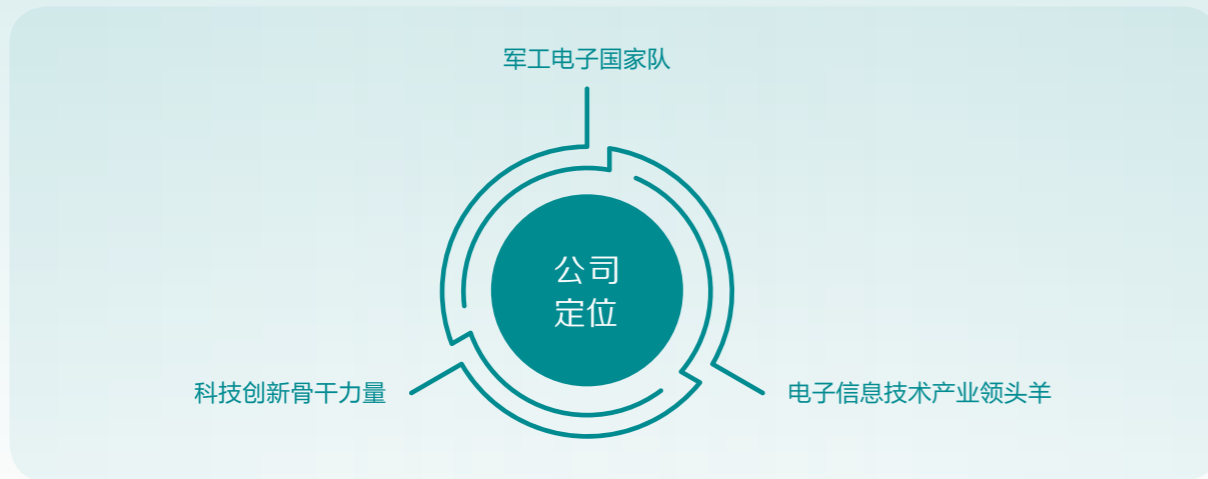 军工电子国家队
公司
定位
科技创新骨干力量
电子信息技术产业领头羊